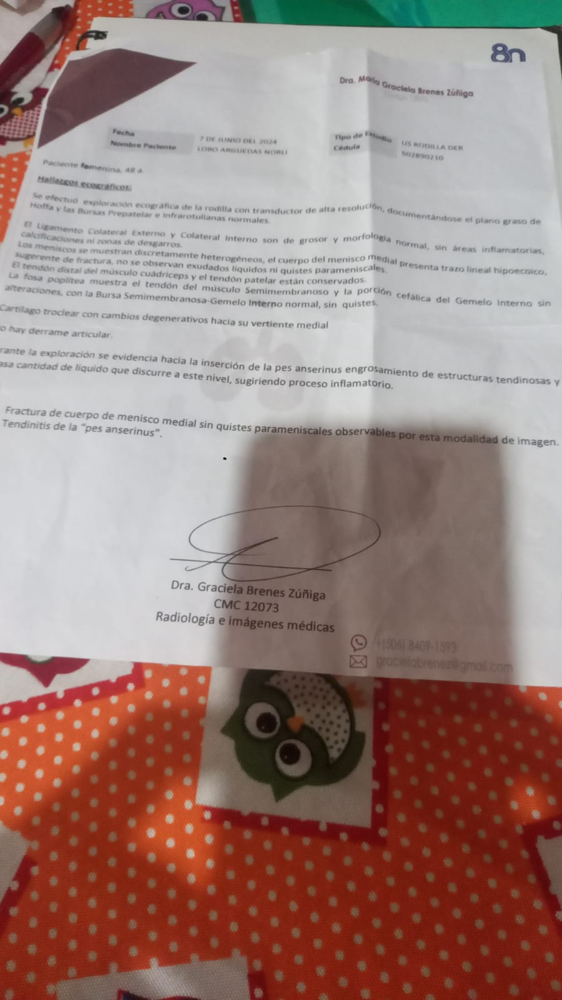 8n
Dra. María Graciela Brenes Zúñiga
Fecha 7 DE JUNIO DEL 2024 Tipo de Estudio US RODILLA DER
Nombre Paciente LOBO ARGUEDAS NORLI Cédula 502890210
Paciente femenina, 48 a.
Hallazgos ecográficos:
Se efectuó exploración ecográfica de la rodilla con transductor de alta resolución, documentándose el plano graso de
Hoffa y las Bursas Prepatelar e Infrarotulianas normales.
El Ligamento Colateral Externo y Colateral Interno son de grosor y morfología normal, sin áreas inflamatorias,
calcificaciones ni zonas de desgarros.
Los meniscos se muestran discretamente heterogéneos, el cuerpo del menisco medial presenta trazo lineal hipoecoico,
sugerente de fractura, no se observan exudados líquidos ni quistes parameniscales.
El tendón distal del músculo cuádriceps y el tendón patelar están conservados.
La fosa poplítea muestra el tendón del músculo Semimembranoso y la porción cefálica del Gemelo Interno sin
alteraciones, con la Bursa Semimembranosa-Gemelo Interno normal, sin quistes.
Cartílago troclear con cambios degenerativos hacia su vertiente medial
o hay derrame articular.
rante la exploración se evidencia hacia la inserción de la pes anserinus engrosamiento de estructuras tendinosas y
asa cantidad de líquido que discurre a este nivel, sugiriendo proceso inflamatorio.
Fractura de cuerpo de menisco medial sin quistes parameniscales observables por esta modalidad de imagen.
Tendinitis de la “pes anserinus”.
Dra. Graciela Brenes Zúñiga
CMC 12073
Radiología e imágenes médicas
+(506) 8409-1593
gracielabrenez@gmail.com